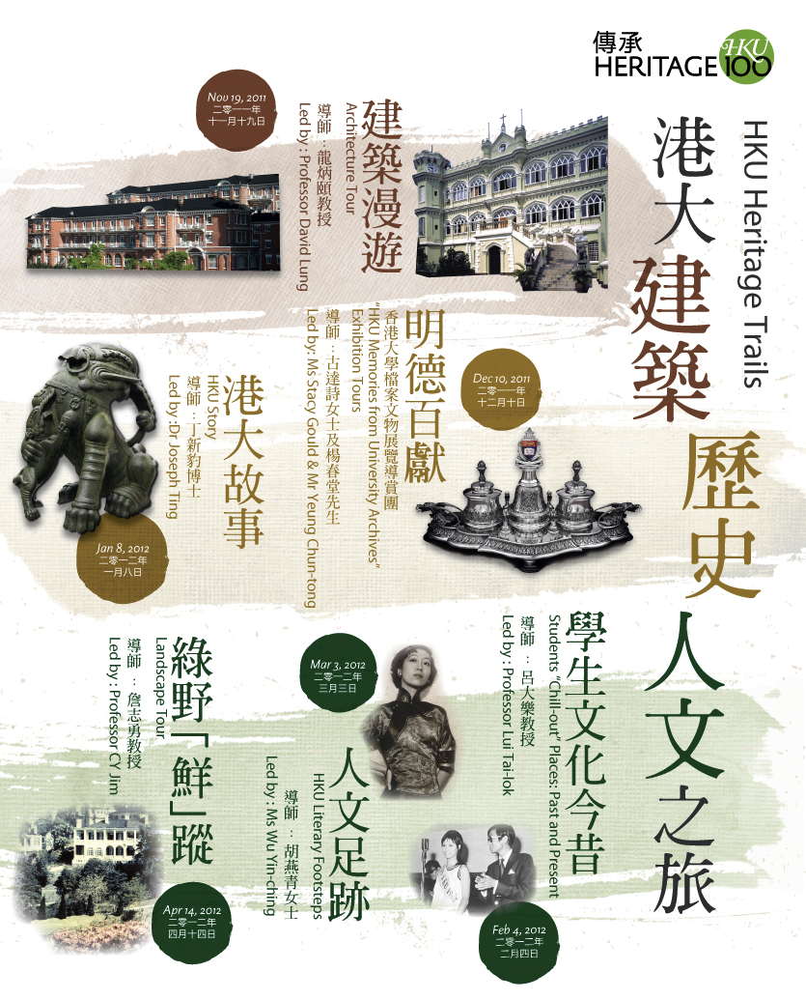 傳承
HERITAGE HKU 100
HKU Heritage Trails
港大建築歷史人文之旅
Nov 19, 2011
二零一一年
十一月十九日
建築漫遊
Architecture Tour
導師：龍炳頤教授
Led by : Professor David Lung
Dec 10, 2011
二零一一年
十二月十日
明德百獻
香港大學檔案文物展覽導賞團
"HKU Memories from University Archives"
Exhibition Tours
導師：古達詩女士及楊春堂先生
Led by: Ms Stacy Gould & Mr Yeung Chun-tong
港大故事
HKU Story
導師：丁新豹博士
Led by :Dr Joseph Ting
Jan 8, 2012
二零一二年
一月八日
學生文化今昔
Students "Chill-out" Places: Past and Present
導師：呂大樂教授
Led by : Professor Lui Tai-lok
Feb 4, 2012
二零一二年
二月四日
Mar 3, 2012
二零一二年
三月三日
人文足跡
HKU Literary Footsteps
導師：胡燕青女士
Led by : Ms Wu Yin-ching
綠野「鮮」蹤
Landscape Tour
導師：詹志勇教授
Led by : Professor CY Jim
Apr 14, 2012
二零一二年
四月十四日